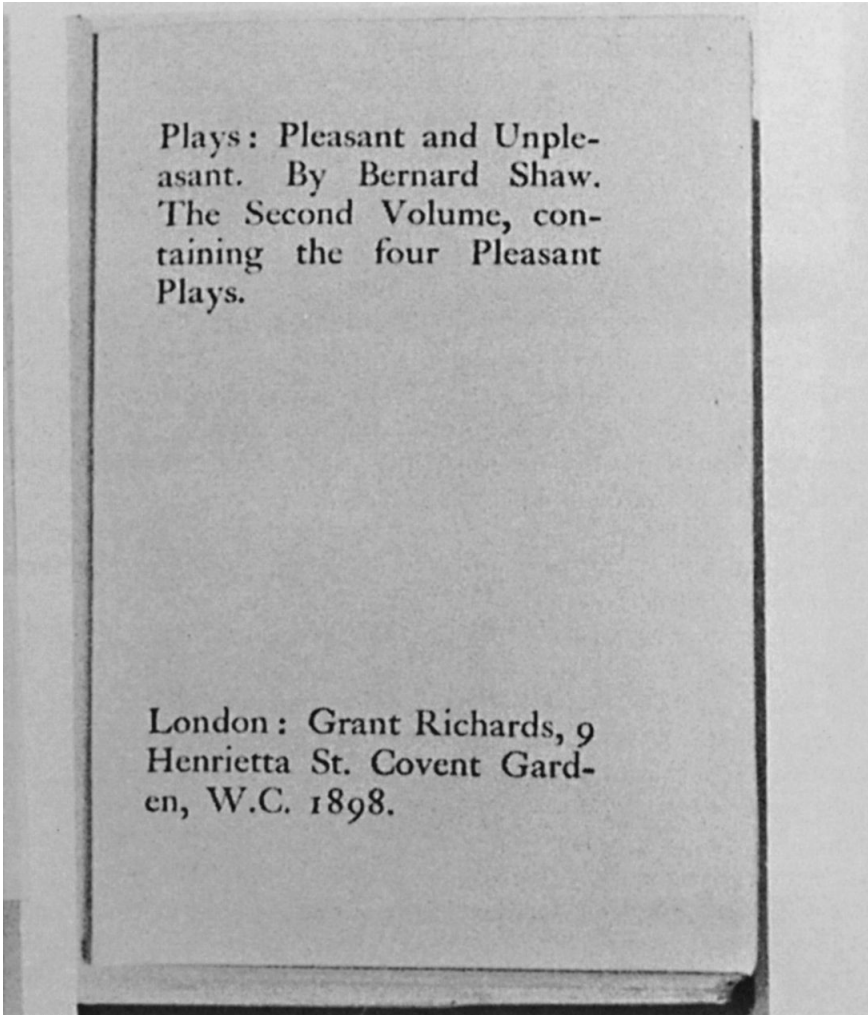 Plays: Pleasant and Unple-
asant. By Bernard Shaw.
The Second Volume, con-
taining the four Pleasant
Plays.
London: Grant Richards, 9
Henrietta St. Covent Gard-
en, W.C. 1898.